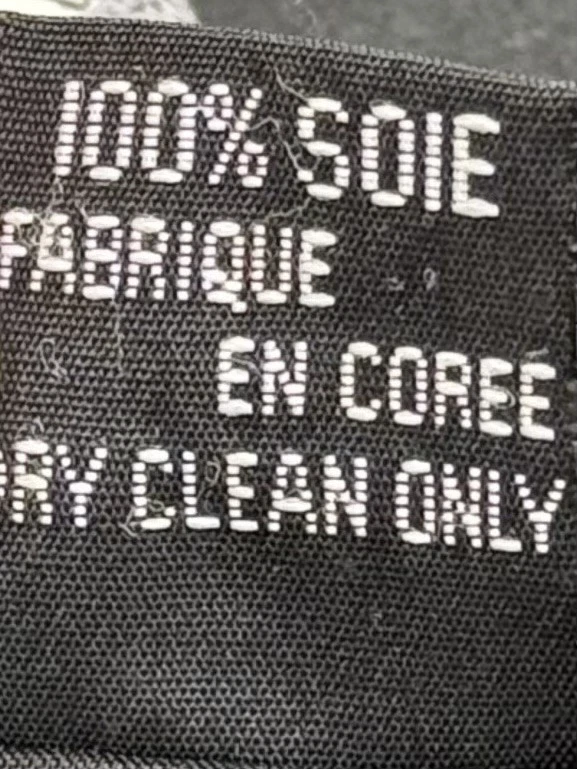 100% SOIE
FABRIQUE
EN COREE
DRY CLEAN ONLY